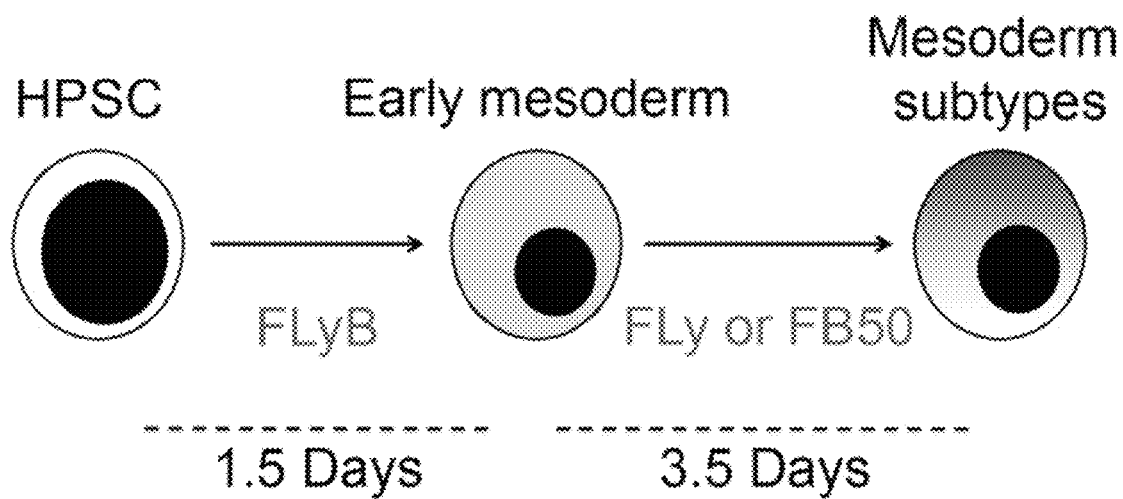 HPSC
Early mesoderm
Mesoderm
subtypes
FLyB
FLy or FB50
1.5 Days
3.5 Days